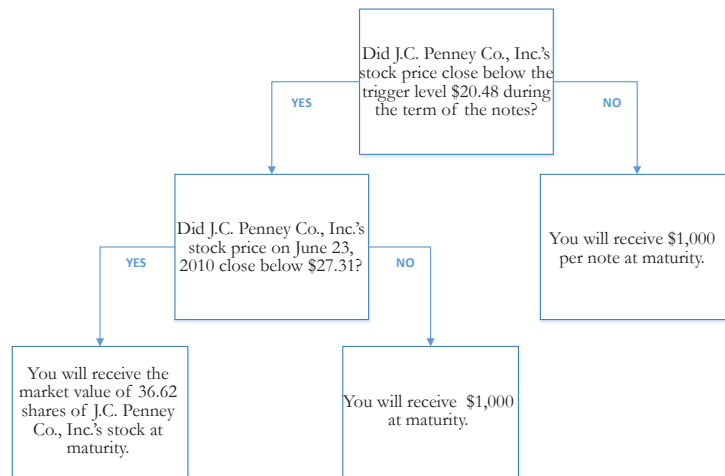 Did J.C. Penney Co., Inc.'s
stock price close below the
trigger level $20.48 during
the term of the notes?
YES
NO
Did J.C. Penney Co., Inc.'s
stock price on June 23,
2010 close below $27.31?
You will receive $1,000
per note at maturity.
YES
NO
You will receive the
market value of 36.62
shares of J.C. Penney
Co., Inc.'s stock at
maturity.
You will receive $1,000
at maturity.